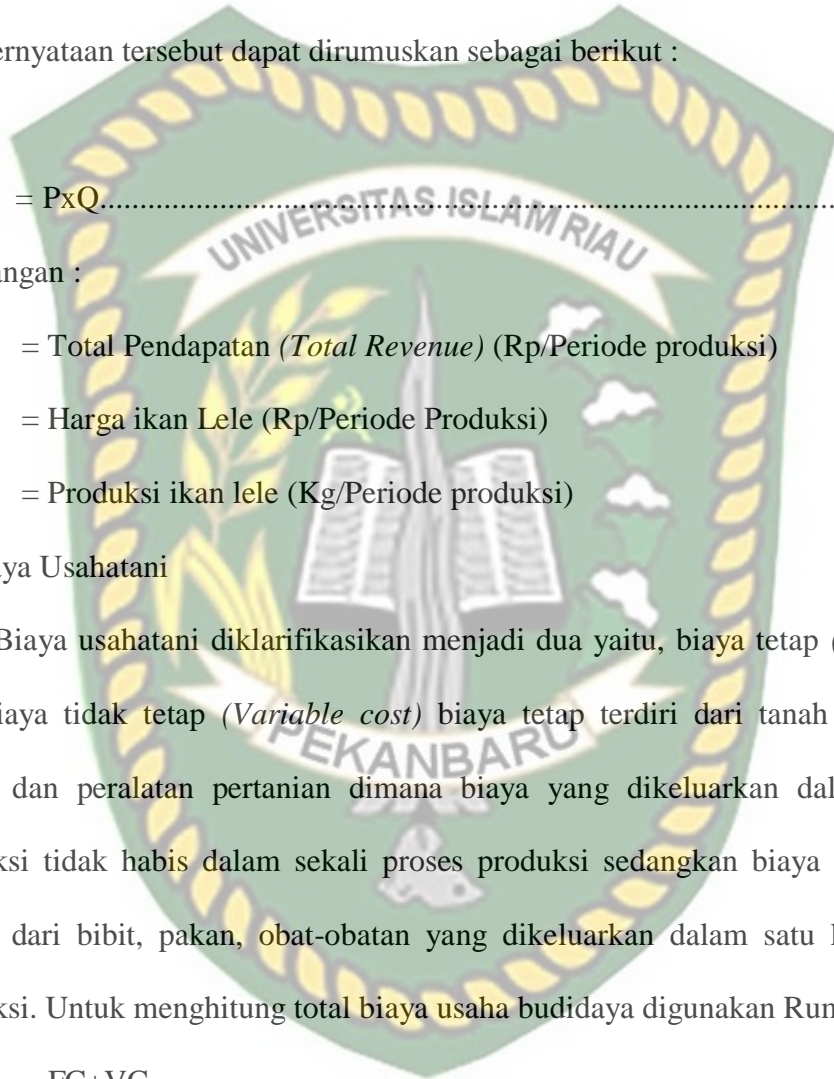 ernyataan tersebut dapat dirumuskan sebagai berikut :
= PxQ....................................................................................
UNIVERSITAS ISLAM RIAU
angan :
= Total Pendapatan (Total Revenue) (Rp/Periode produksi)
= Harga ikan Lele (Rp/Periode Produksi)
= Produksi ikan lele (Kg/Periode produksi)
ya Usahatani
Biaya usahatani diklarifikasikan menjadi dua yaitu, biaya tetap (
iaya tidak tetap (Variable cost) biaya tetap terdiri dari tanah
PEKANBARU
dan peralatan pertanian dimana biaya yang dikeluarkan dal
ksi tidak habis dalam sekali proses produksi sedangkan biaya
dari bibit, pakan, obat-obatan yang dikeluarkan dalam satu
ksi. Untuk menghitung total biaya usaha budidaya digunakan Ru
FC+VC